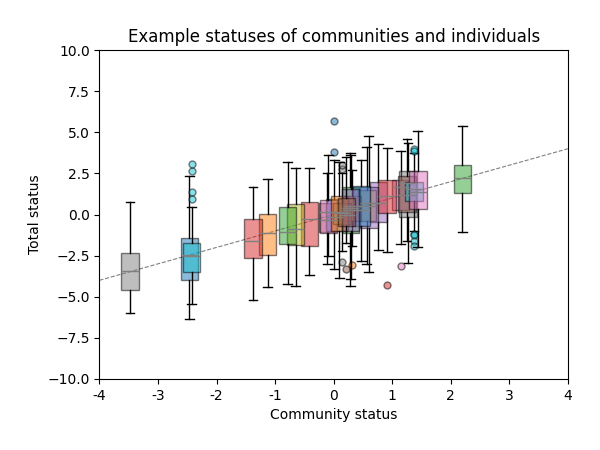 Example statuses of communities and individuals
10.0
7.5
5.0
2.5
0.0
−2.5
−5.0
−7.5
−10.0
Total status
-4 -3 -2 -1 0 1 2 3 4
Community status